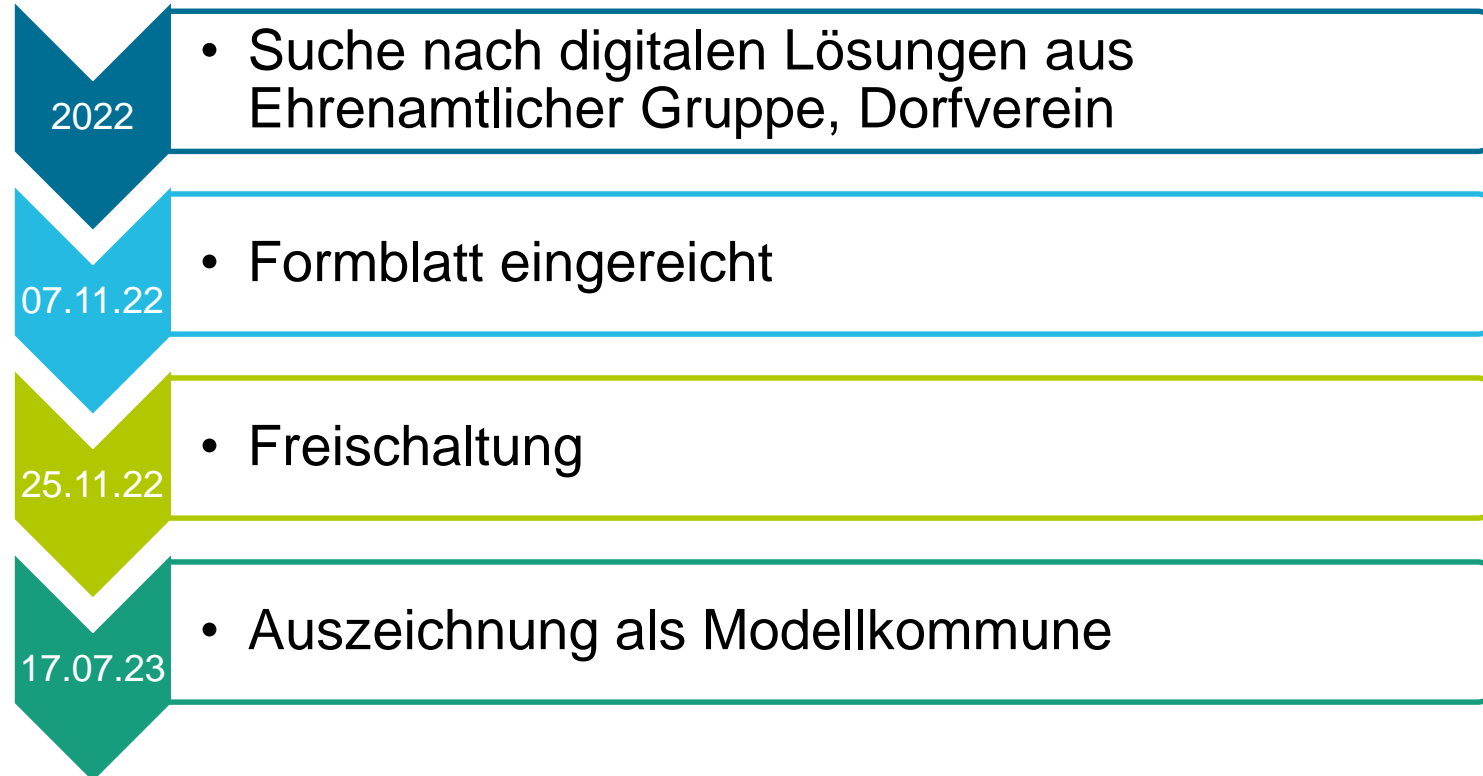 2022
• Suche nach digitalen Lösungen aus
Ehrenamtlicher Gruppe, Dorfverein
07.11.22
• Formblatt eingereicht
25.11.22
• Freischaltung
17.07.23
• Auszeichnung als Modellkommune